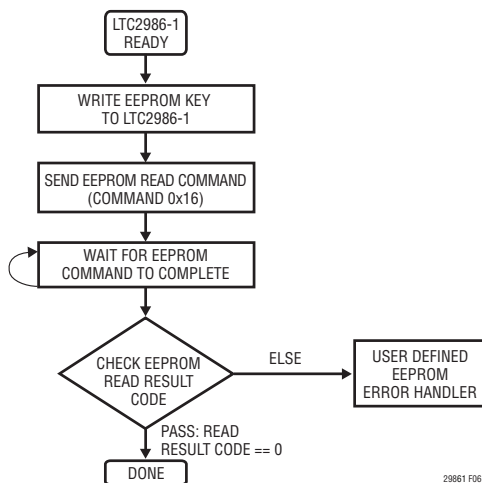 LTC2986-1
READY
WRITE EEPROM KEY
TO LTC2986-1
SEND EEPROM READ COMMAND
(COMMAND 0x16)
WAIT FOR EEPROM
COMMAND TO COMPLETE
CHECK EEPROM
READ RESULT
CODE
ELSE
USER DEFINED
EEPROM
ERROR HANDLER
PASS: READ
RESULT CODE == 0
DONE
29861 F06